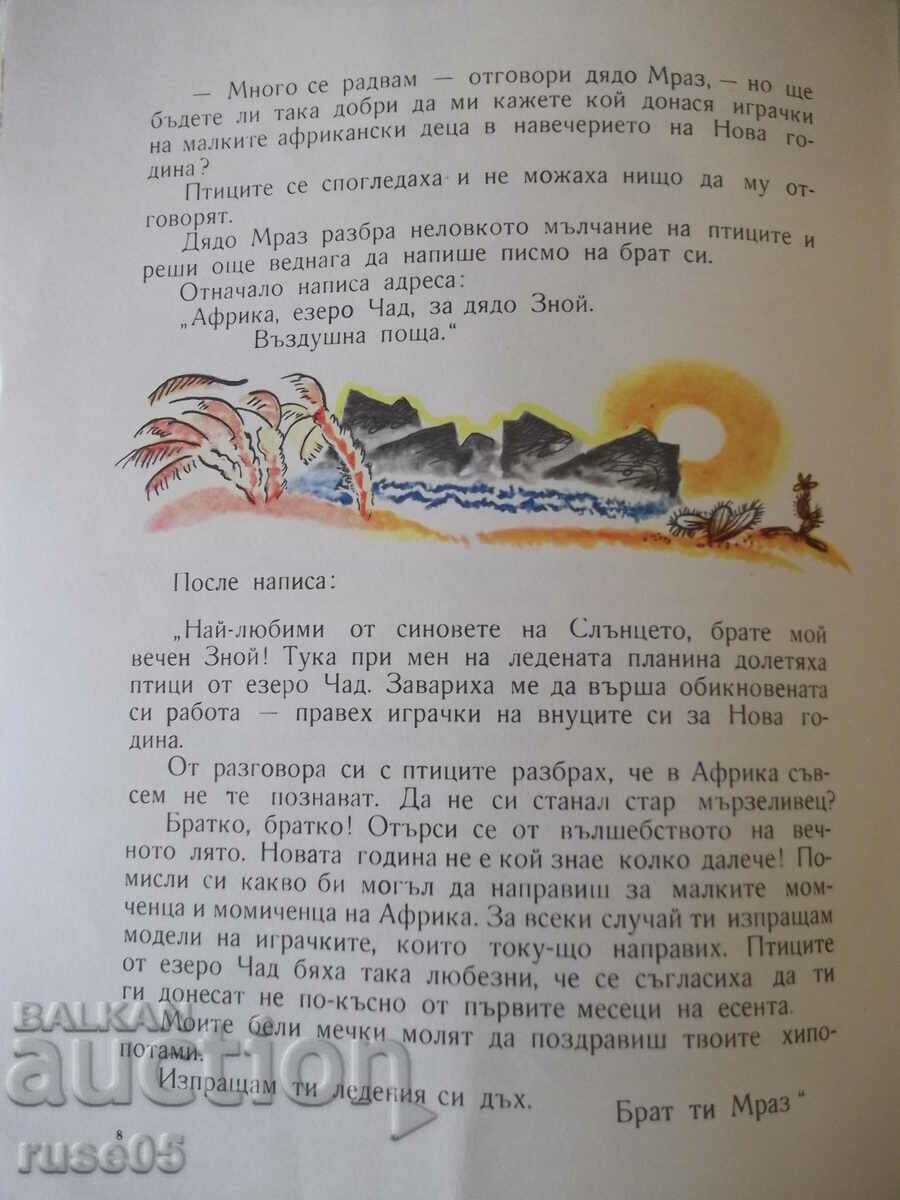 — Много се радвам — отговори дядо Мраз, — но ще
бъдете ли така добри да ми кажете кой донася играчки
на малките африкански деца в навечерието на Нова го-
дина?
Птиците се спогледаха и не можаха нищо да му от-
говорят.
Дядо Мраз разбра неловкото мълчание на птиците и
реши още веднага да напише писмо на брат си.
Отначало написа адреса:
„Африка, езеро Чад, за дядо Зной.
Въздушна поща.“
После написа:
„Най-любими от синовете на Слънцето, брате мой
вечен Зной! Тука при мен на ледената планина долетяха
птици от езеро Чад. Завариха ме да върша обикновената
си работа — правех играчки на внуците си за Нова го-
дина.
От разговора си с птиците разбрах, че в Африка съв-
сем не те познават. Да не си станал стар мързеливец?
Братко, братко! Отърси се от вълшебството на веч-
ното лято. Новата година не е кой знае колко далече! По-
мисли си какво би могъл да направиш за малките мом-
ченца и момиченца на Африка. За всеки случай ти изпращам
модели на играчките, които току-що направих. Птиците
от езеро Чад бяха така любезни, че се съгласиха да ти
ги донесат не по-късно от първите месеци на есента.
Моите бели мечки молят да поздравиш твоите хипо-
потами.
Изпращам ти ледения си дъх.
Брат ти Мраз“
8
BALKAN
auction
ruse05